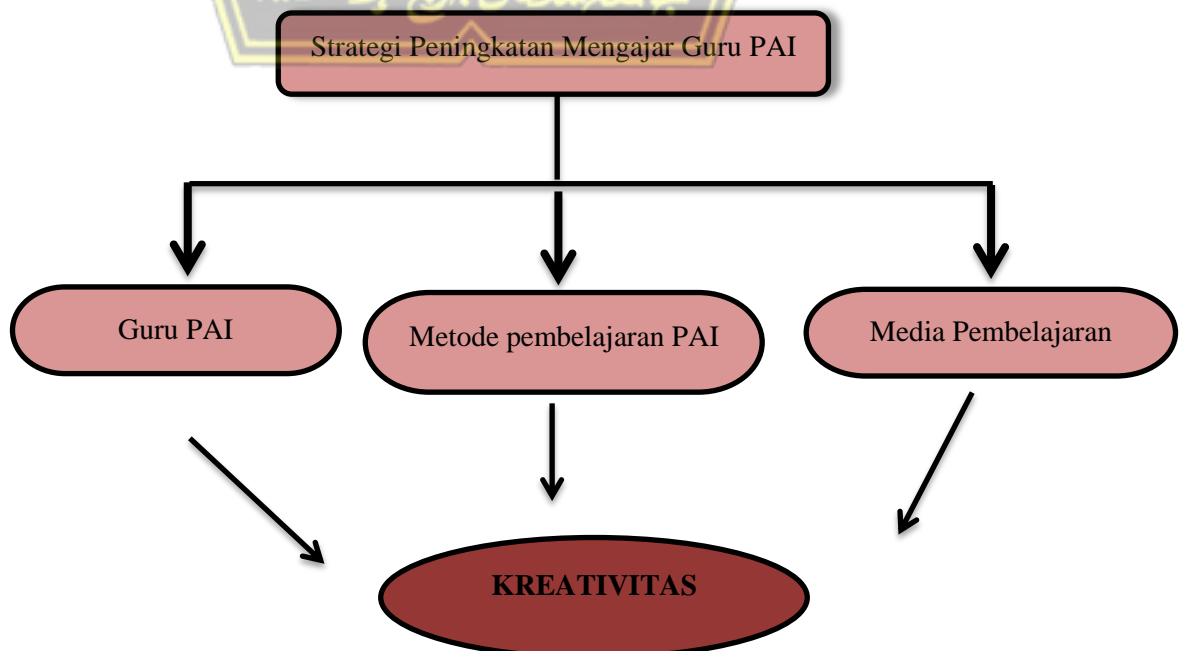 Strategi Peningkatan Mengajar Guru PAI
Guru PAI
Metode pembelajaran PAI
Media Pembelajaran
KREATIVITAS